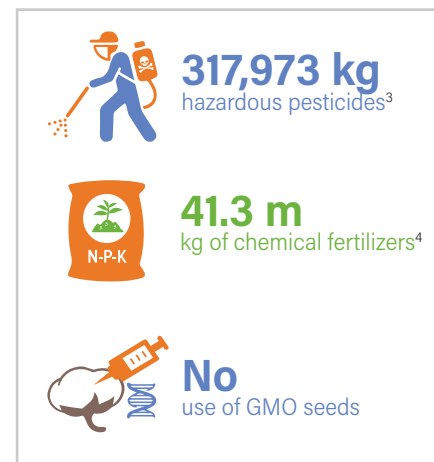 317,973 kg
hazardous pesticides³
41.3 m
kg of chemical fertilizers⁴
N-P-K
No
use of GMO seeds